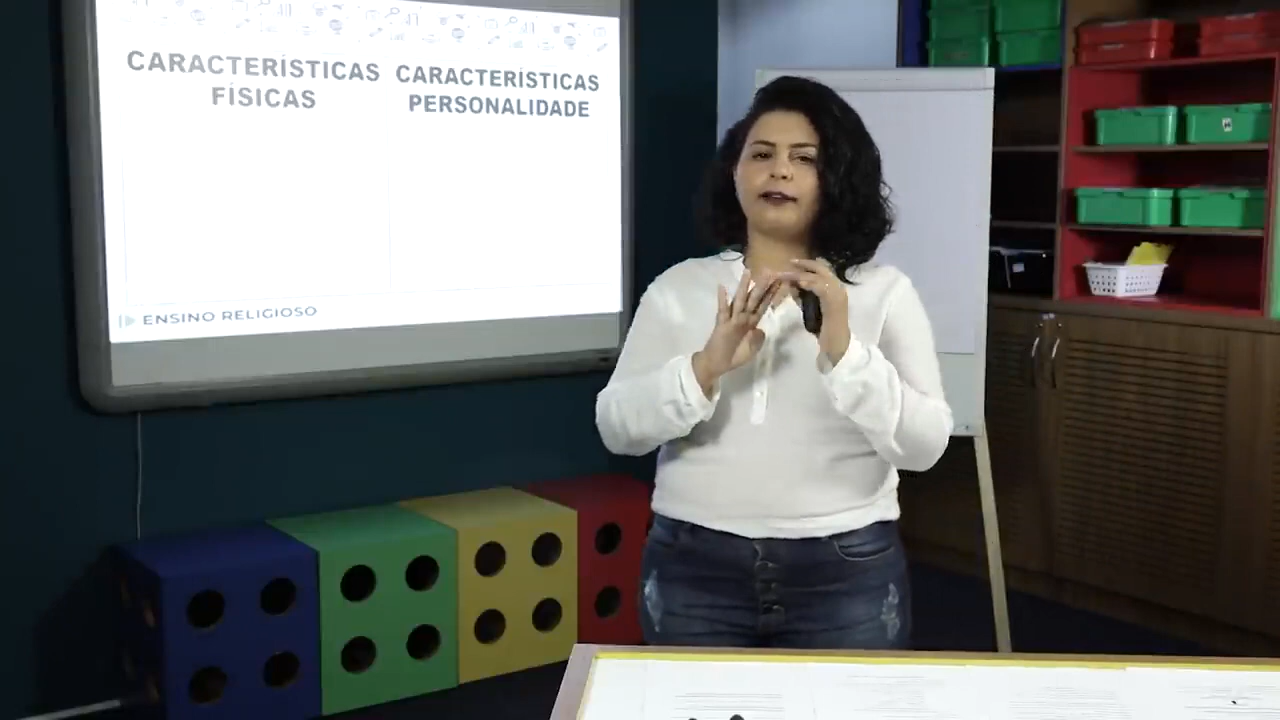 CARACTERÍSTICAS
FÍSICAS
CARACTERÍSTICAS
PERSONALIDADE
ENSINO RELIGIOSO